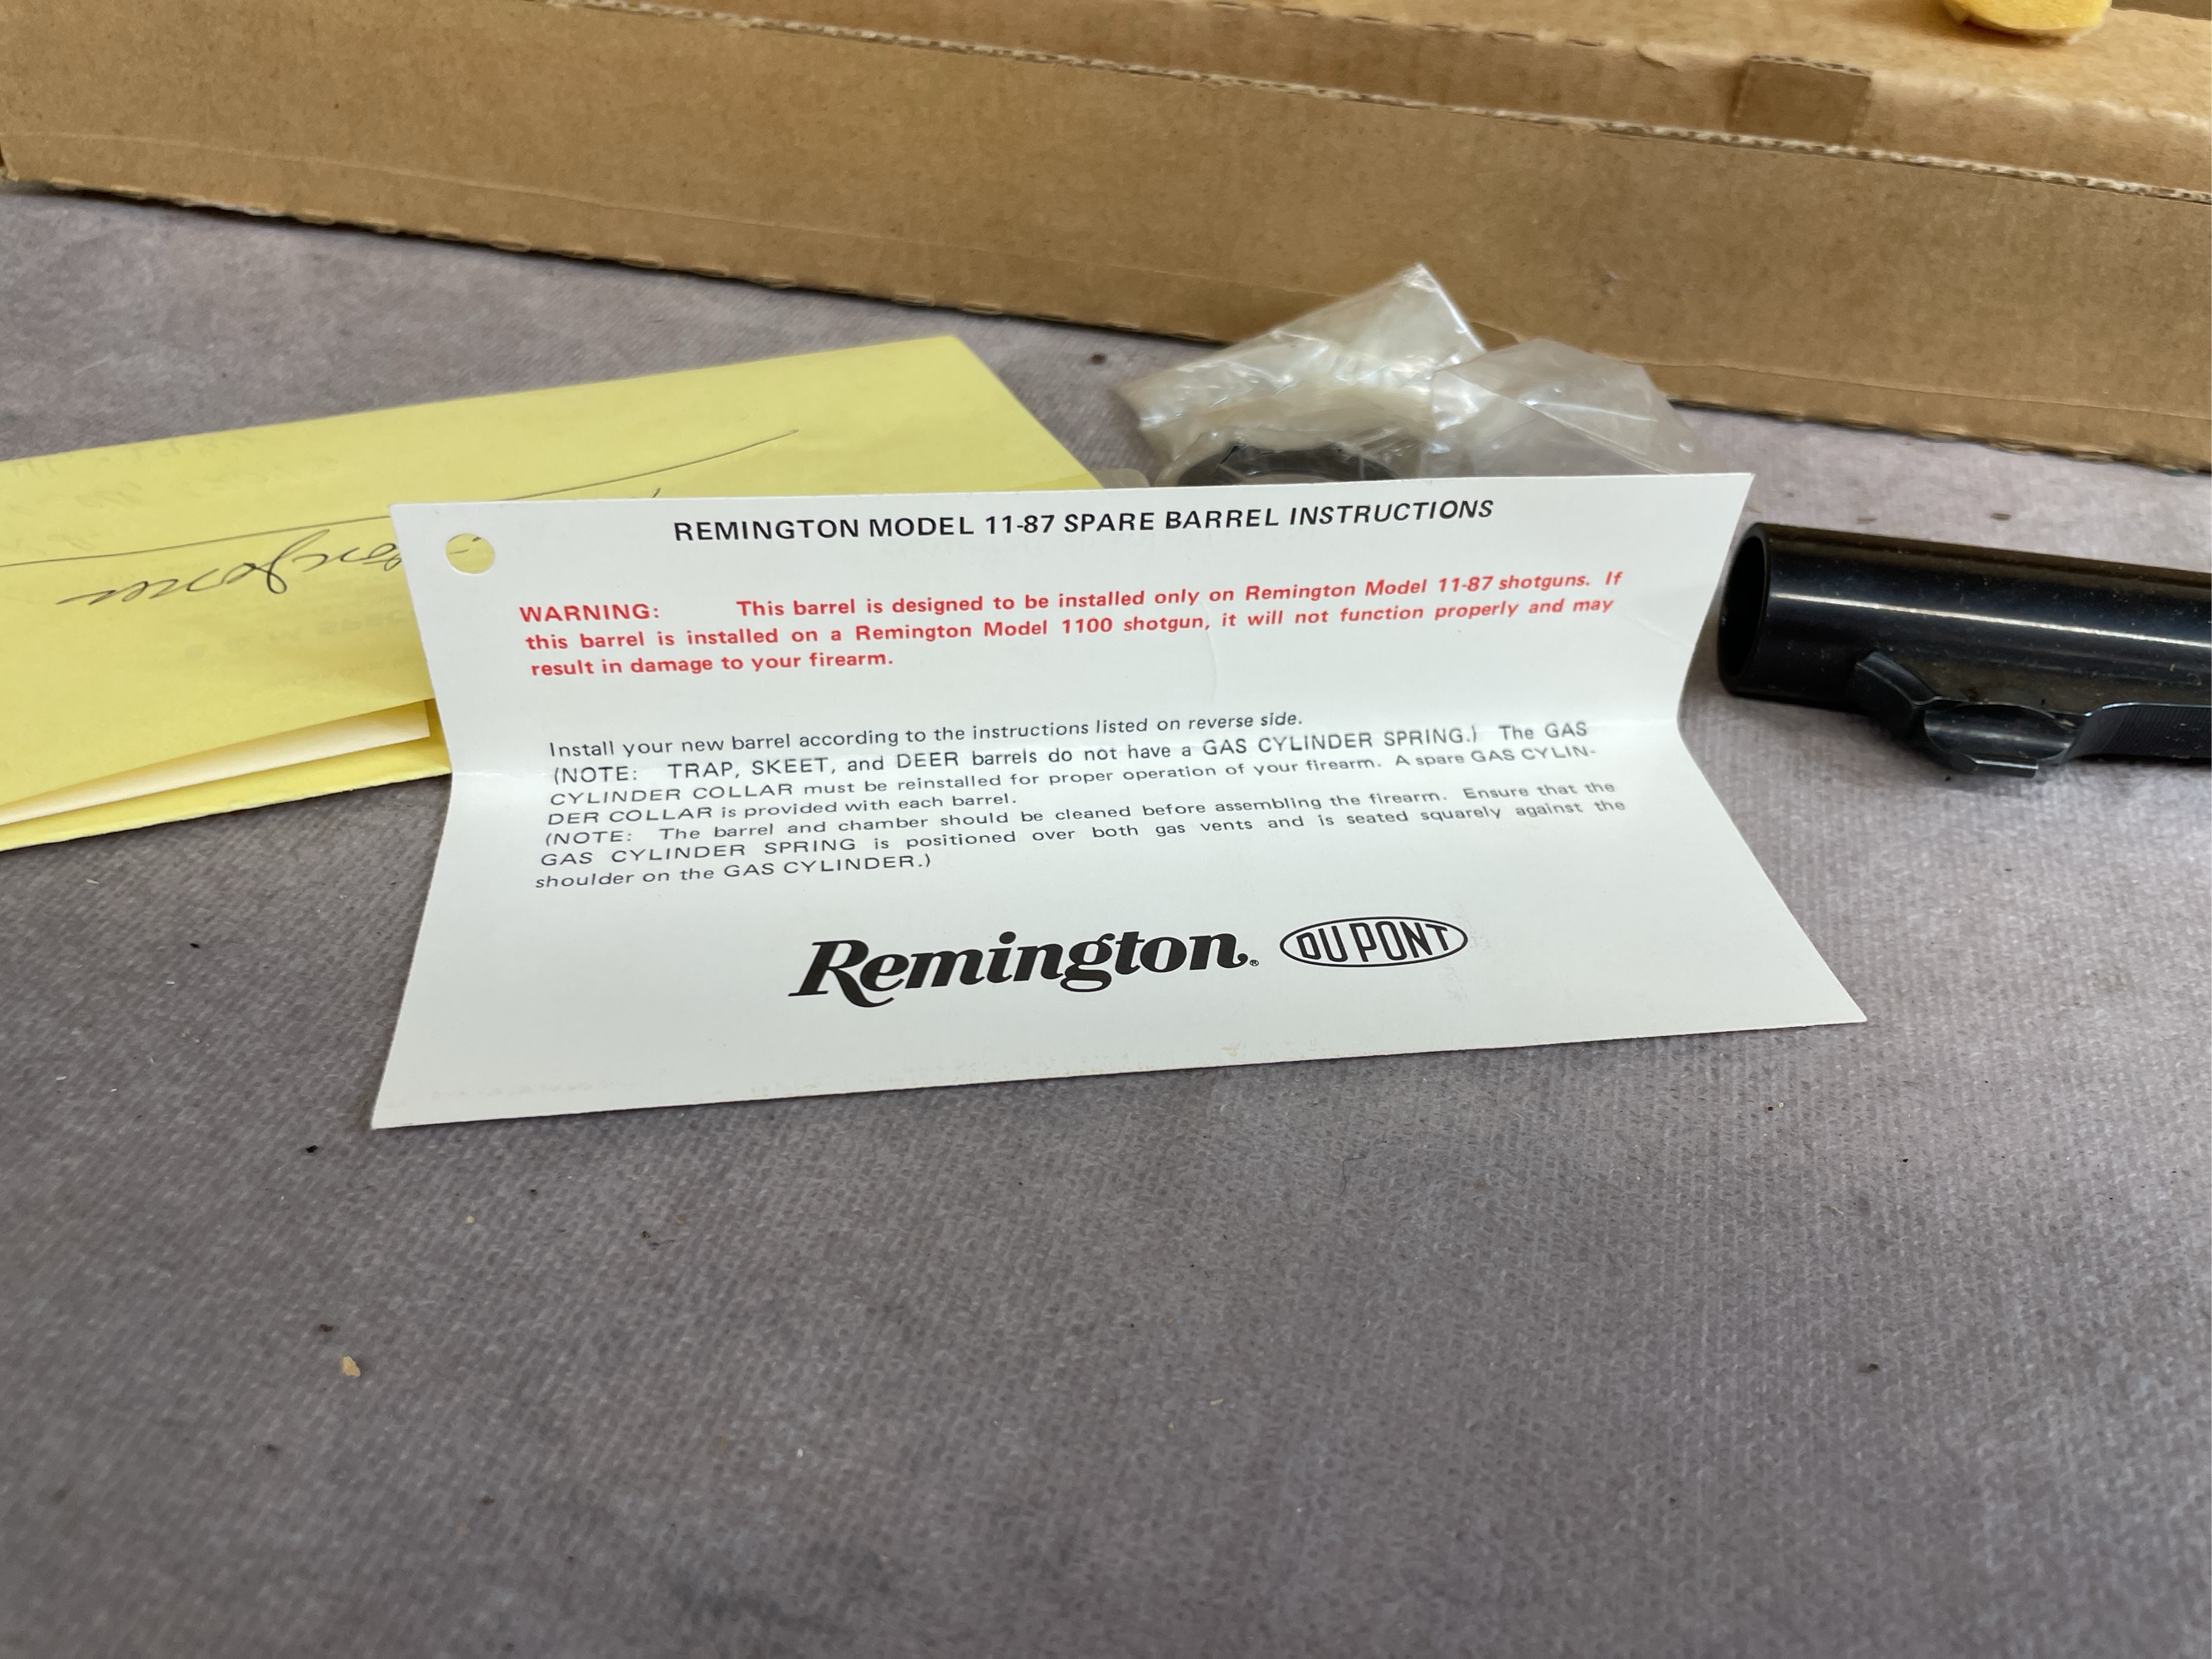 REMINGTON MODEL 11-87 SPARE BARREL INSTRUCTIONS
WARNING: This barrel is designed to be installed only on Remington Model 11-87 shotguns. If
this barrel is installed on a Remington Model 1100 shotgun, it will not function properly and may
result in damage to your firearm.
Install your new barrel according to the instructions listed on reverse side.
(NOTE: TRAP, SKEET, and DEER barrels do not have a GAS CYLINDER SPRING.) The GAS
CYLINDER COLLAR must be reinstalled for proper operation of your firearm. A spare GAS CYLIN-
DER COLLAR is provided with each barrel.
(NOTE: The barrel and chamber should be cleaned before assembling the firearm. Ensure that the
GAS CYLINDER SPRING is positioned over both gas vents and is seated squarely against the
shoulder on the GAS CYLINDER.)
Remington® DU PONT